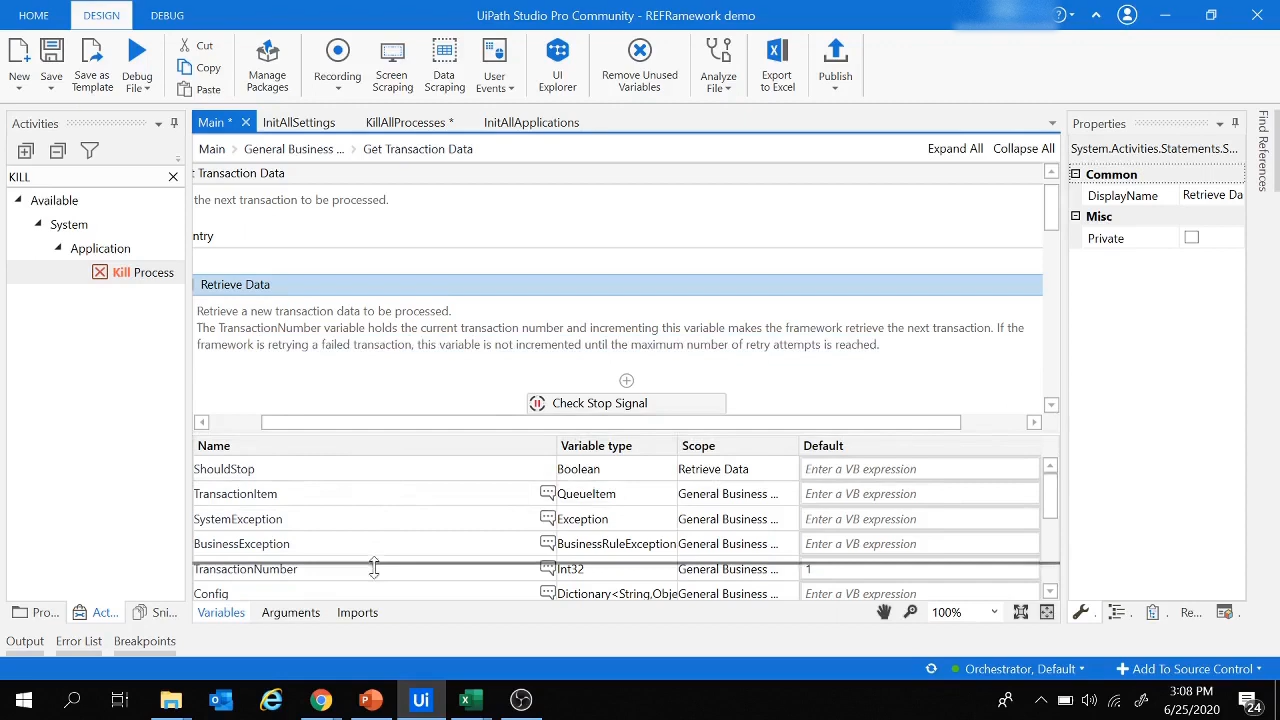 HOME DESIGN DEBUG UiPath Studio Pro Community - REFRamework demo ?
New Save Save as Template Debug File Cut Copy Paste Manage Packages Recording Screen Scraping Data Scraping User Events UI Explorer Remove Unused Variables Analyze File Export to Excel Publish
Activities
KILL
Available
System
Application
Kill Process
Main * InitAllSettings KillAllProcesses * InitAllApplications
Main > General Business ... > Get Transaction Data Expand All Collapse All
t Transaction Data
the next transaction to be processed.
ntry
Retrieve Data
Retrieve a new transaction data to be processed.
The TransactionNumber variable holds the current transaction number and incrementing this variable makes the framework retrieve the next transaction. If the
framework is retrying a failed transaction, this variable is not incremented until the maximum number of retry attempts is reached.
Check Stop Signal
Name Variable type Scope Default
ShouldStop Boolean Retrieve Data Enter a VB expression
TransactionItem QueueItem General Business ... Enter a VB expression
SystemException Exception General Business ... Enter a VB expression
BusinessException BusinessRuleException General Business ... Enter a VB expression
TransactionNumber Int32 General Business ... 1
Config Dictionary<String,Obje General Business ... Enter a VB expression
Variables Arguments Imports 100%
Properties
System.Activities.Statements.S...
Common
DisplayName Retrieve Da
Misc
Private
Find References
Pro... Act... Sni... Re...
Output Error List Breakpoints
Orchestrator, Default Add To Source Control
Ui
3:08 PM
6/25/2020
24